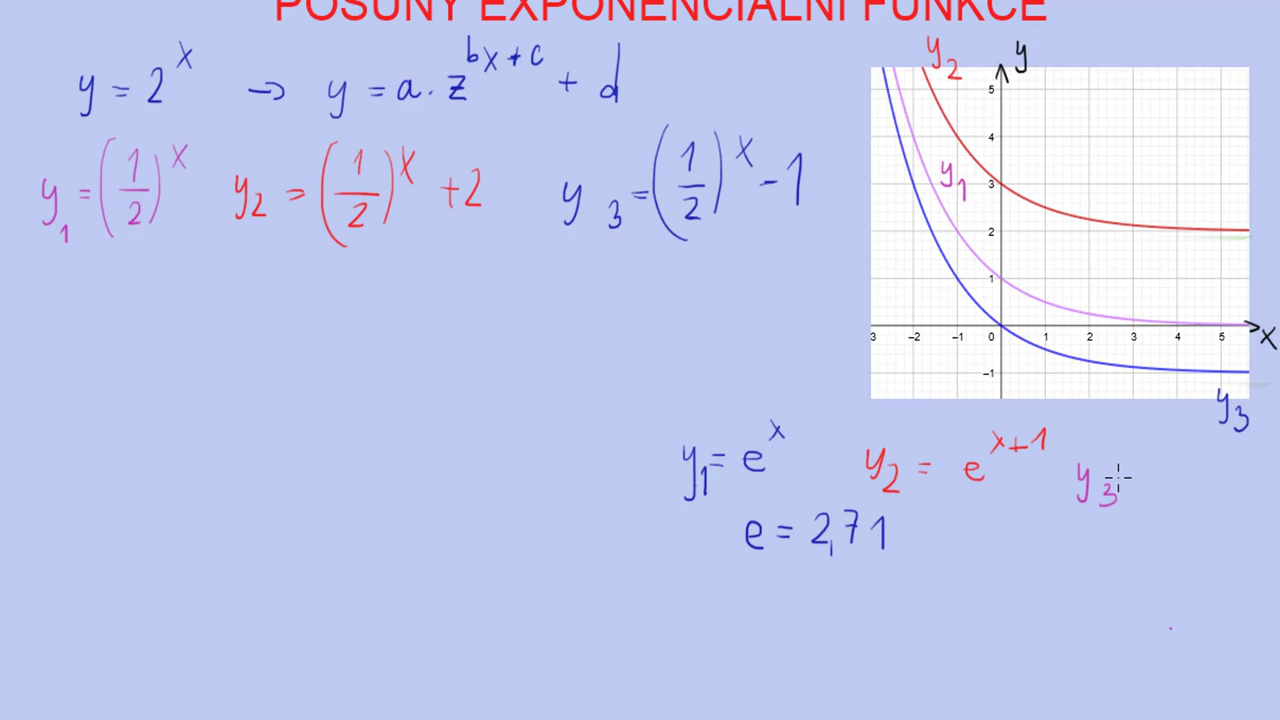 POSUNY EXPONENCIÁLNÍ FUNKCE
y = 2^x → y = a · z^(bx+c) + d
y₁ = (1/2)^x y₂ = (1/2)^x + 2 y₃ = (1/2)^x - 1
y₂ y
5
4
y₁
3
2
1
3 −2 −1 0 1 2 3 4 5 x
−1
y₃
y₁ = e^x y₂ = e^(x+1) y₃
e = 2,71